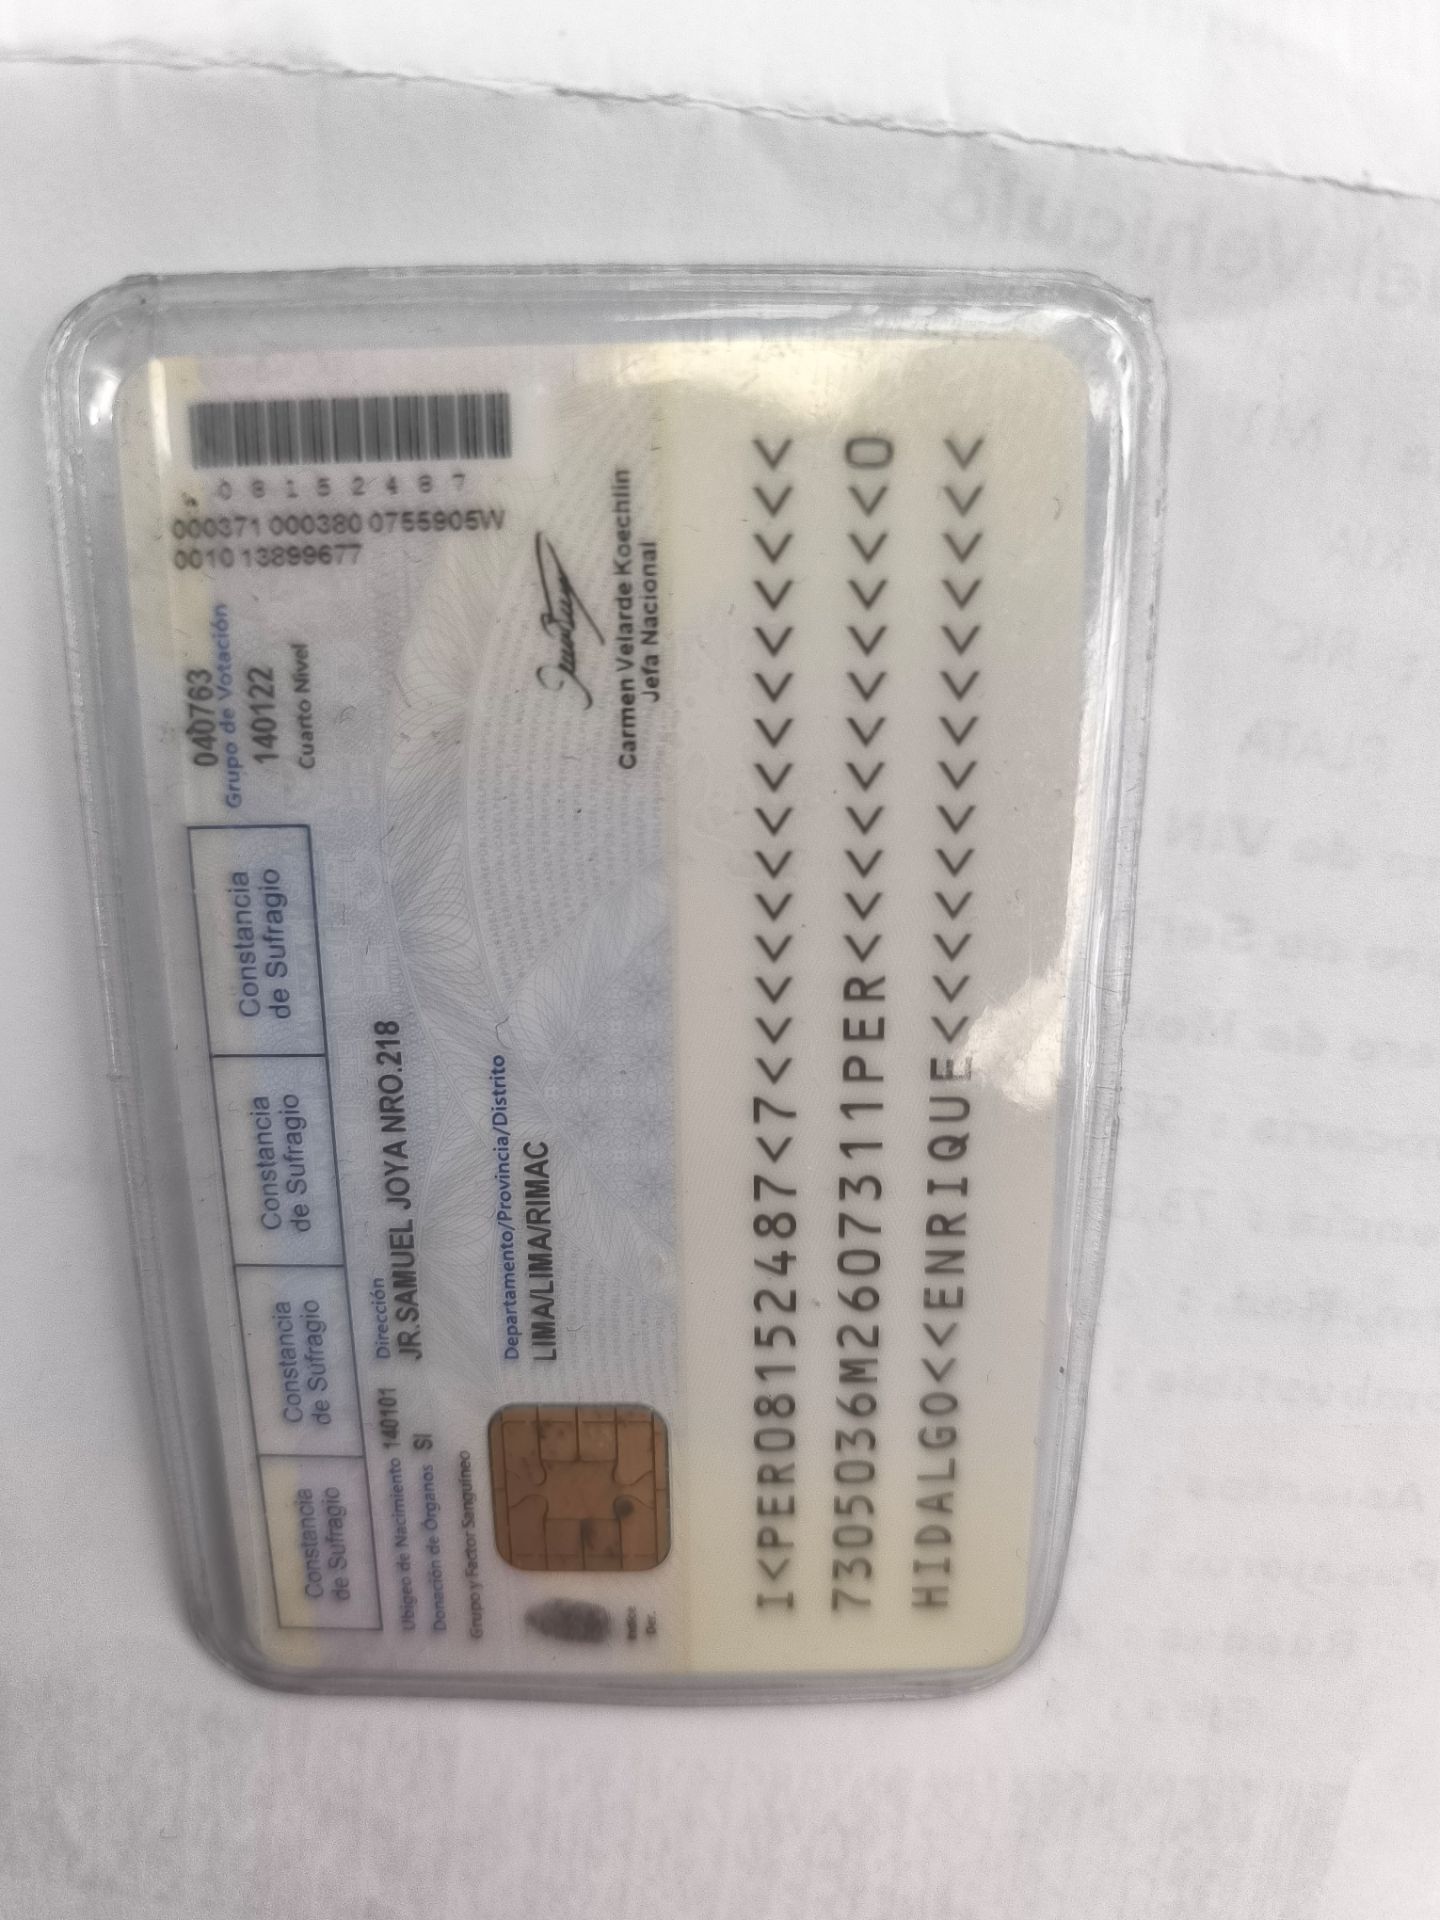 Constancia
de Sufragio
Constancia
de Sufragio
Constancia
de Sufragio
Constancia
de Sufragio
040763
Grupo de Votación
140122
Cuarto Nivel
0 8 1 5 2 4 8 7
000371 000380 0755905W
0010 13899677
Ubigeo de Nacimiento 140101
Donación de Órganos SI
Grupo y Factor Sanguíneo
Dirección
JR.SAMUEL JOYA NRO.218
Departamento/Provincia/Distrito
LIMA/LIMA/RIMAC
Indice
Der.
Carmen Velarde Koechlin
Jefa Nacional
I<PER08152487<7<<<<<<<<<<<<<<<
7305036M2607311PER<<<<<<<<<<<0
HIDALGO<<ENRIQUE<<<<<<<<<<<<<<